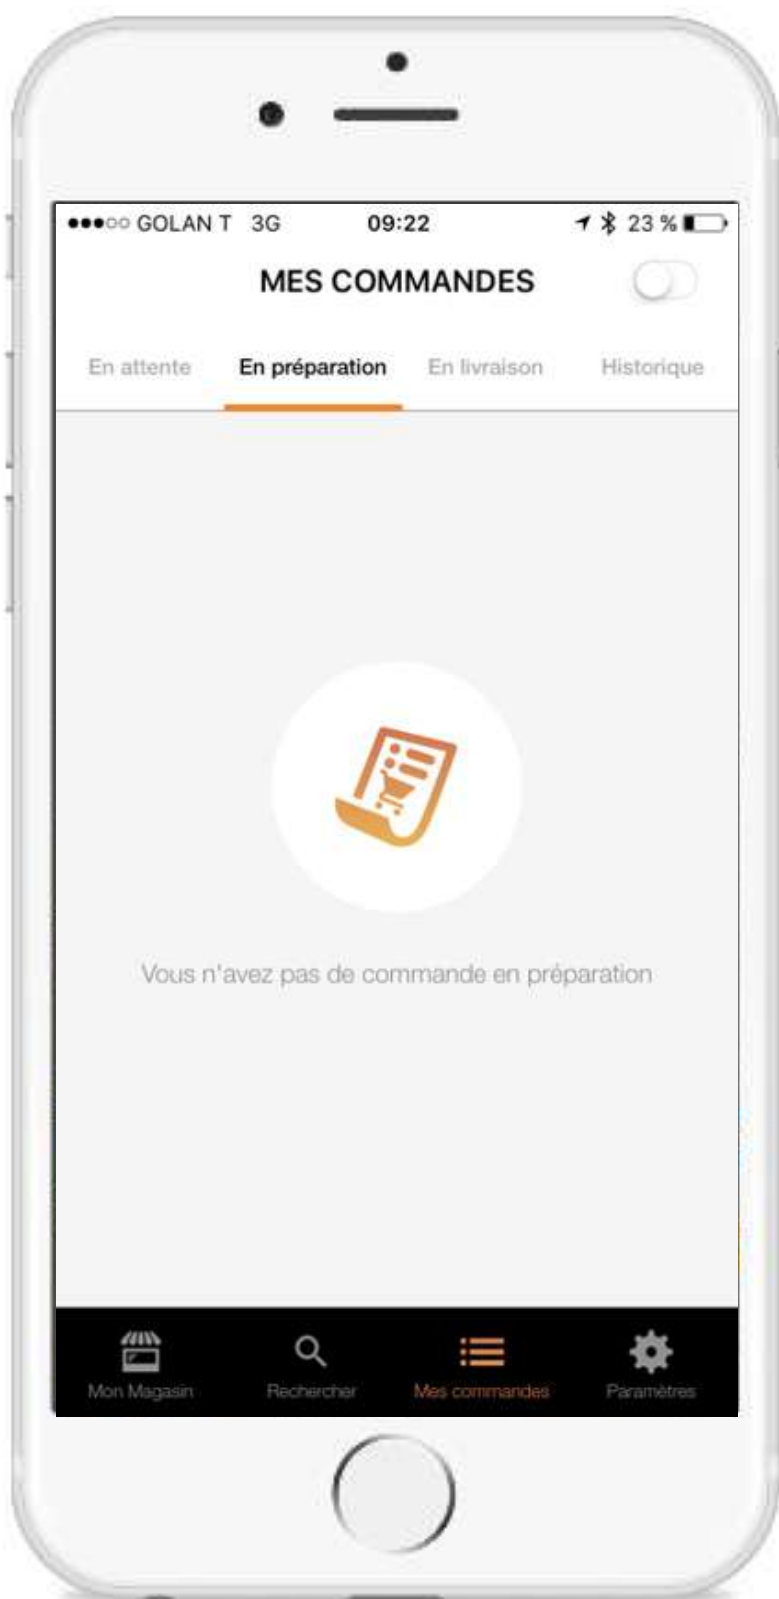 GOLAN T 3G 09:22 23 %
MES COMMANDES
En attente En préparation En livraison Historique
Vous n'avez pas de commande en préparation
Mon Magasin Rechercher Mes commandes Paramètres